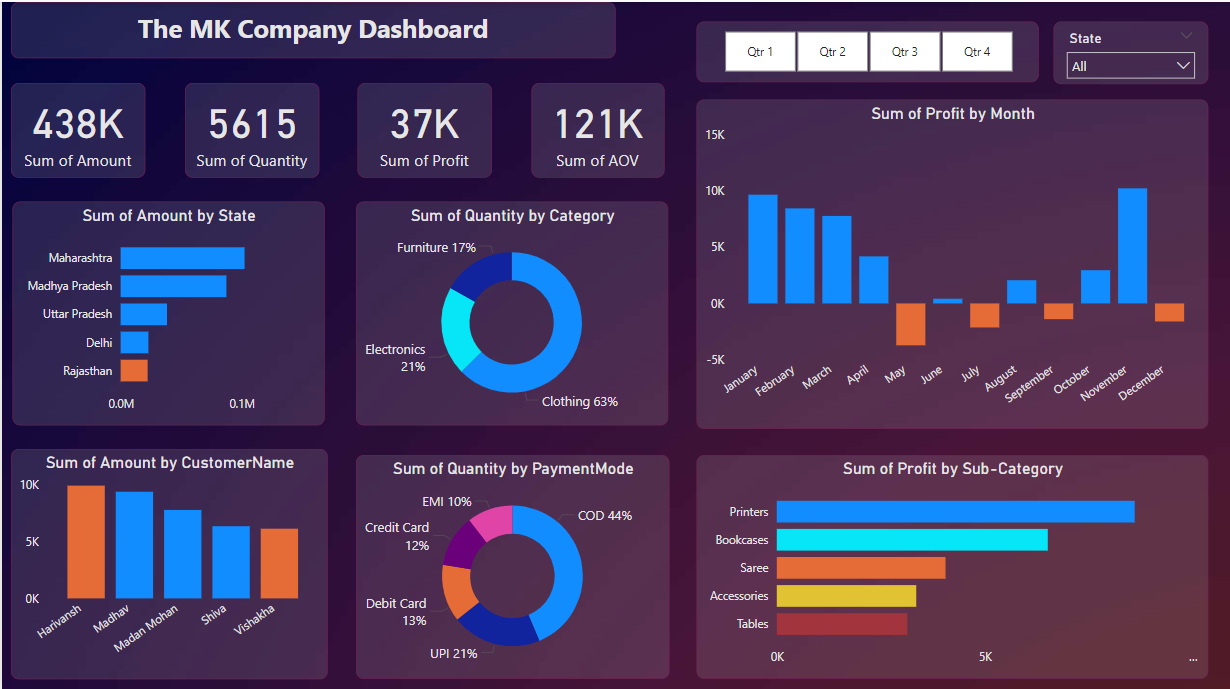 The MK Company Dashboard
Qtr 1
Qtr 2
Qtr 3
Qtr 4
State
All
438K
Sum of Amount
5615
Sum of Quantity
37K
Sum of Profit
121K
Sum of AOV
Sum of Profit by Month
15K
10K
5K
0K
-5K
January
February
March
April
May
June
July
August
September
October
November
December
Sum of Amount by State
Maharashtra
Madhya Pradesh
Uttar Pradesh
Delhi
Rajasthan
0.0M
0.1M
Sum of Quantity by Category
Furniture 17%
Electronics
21%
Clothing 63%
Sum of Amount by CustomerName
10K
5K
0K
Harivansh
Madhav
Madan Mohan
Shiva
Vishakha
Sum of Quantity by PaymentMode
EMI 10%
COD 44%
Credit Card
12%
Debit Card
13%
UPI 21%
Sum of Profit by Sub-Category
Printers
Bookcases
Saree
Accessories
Tables
0K
5K
...